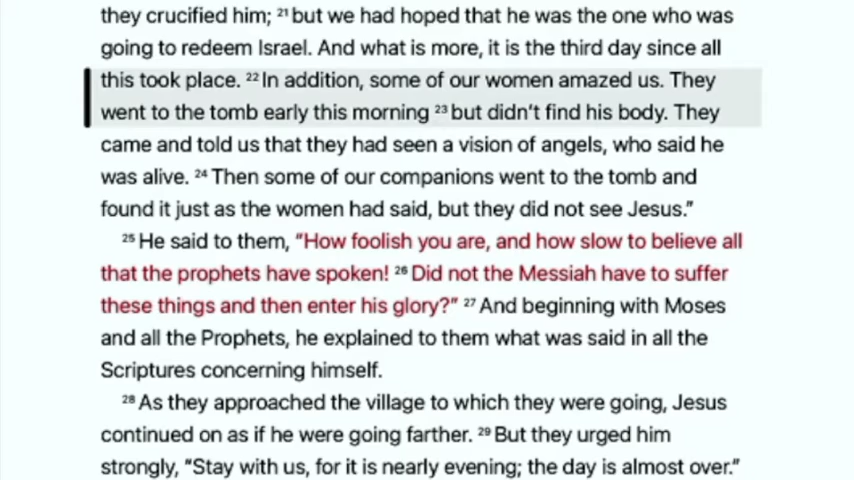 they crucified him; ²¹ but we had hoped that he was the one who was
going to redeem Israel. And what is more, it is the third day since all
this took place. ²² In addition, some of our women amazed us. They
went to the tomb early this morning ²³ but didn’t find his body. They
came and told us that they had seen a vision of angels, who said he
was alive. ²⁴ Then some of our companions went to the tomb and
found it just as the women had said, but they did not see Jesus.”
²⁵ He said to them, “How foolish you are, and how slow to believe all
that the prophets have spoken! ²⁶ Did not the Messiah have to suffer
these things and then enter his glory?” ²⁷ And beginning with Moses
and all the Prophets, he explained to them what was said in all the
Scriptures concerning himself.
²⁸ As they approached the village to which they were going, Jesus
continued on as if he were going farther. ²⁹ But they urged him
strongly, “Stay with us, for it is nearly evening; the day is almost over.”